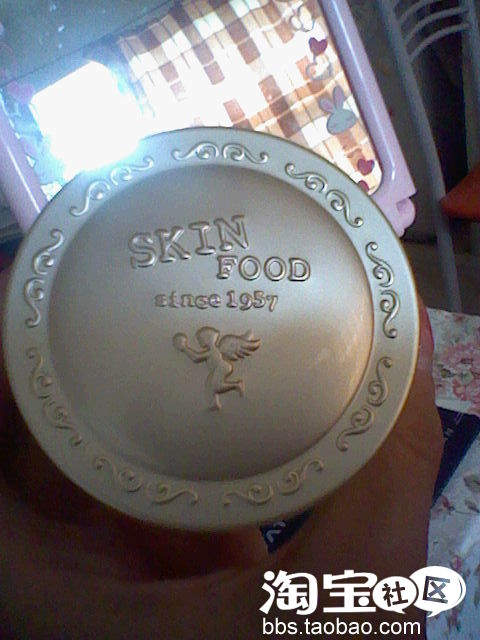 SKIN
FOOD
since 1957
淘宝社区
bbs.taobao.com